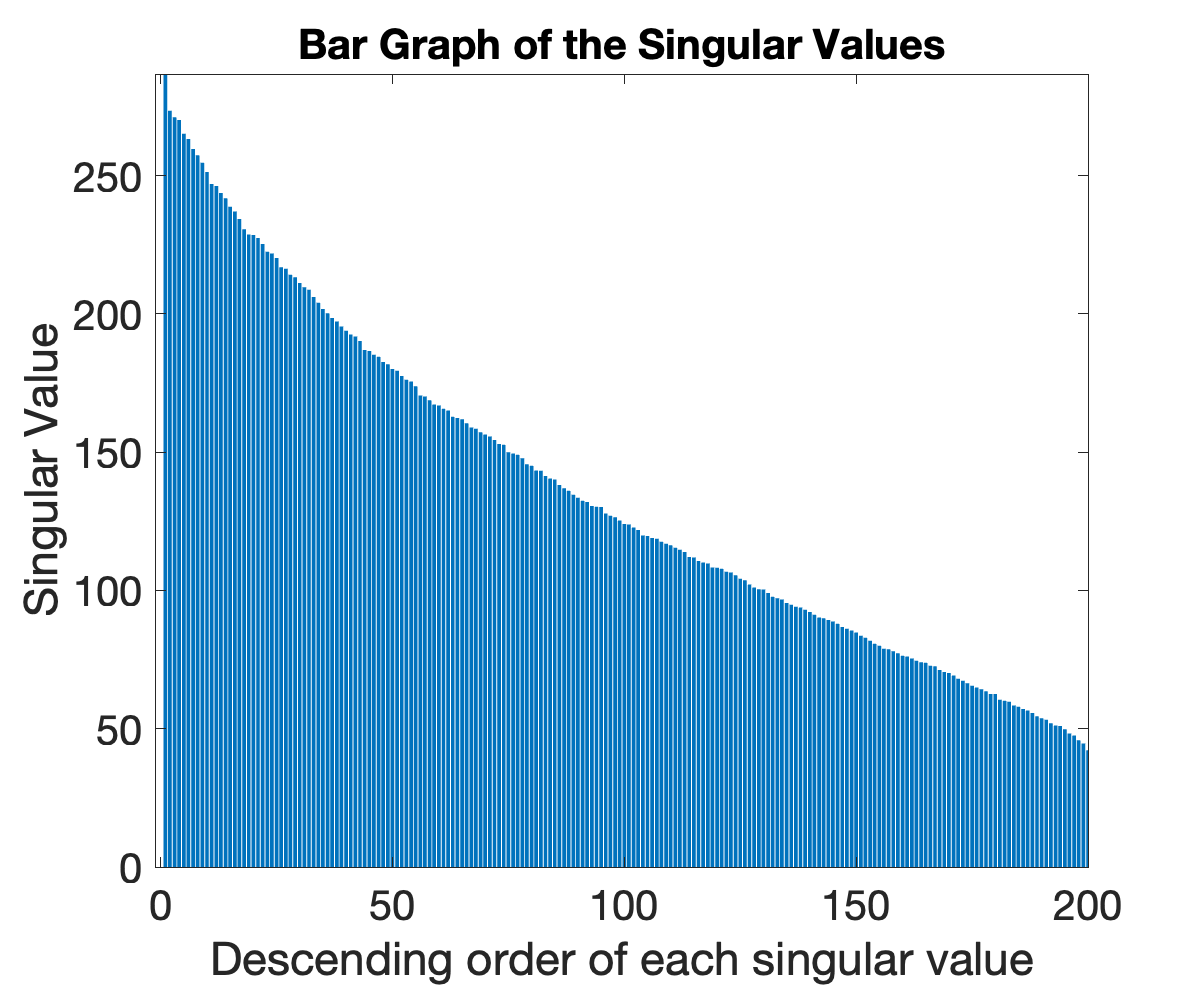 Bar Graph of the Singular Values
250
200
150
100
50
0
Singular Value
0 50 100 150 200
Descending order of each singular value